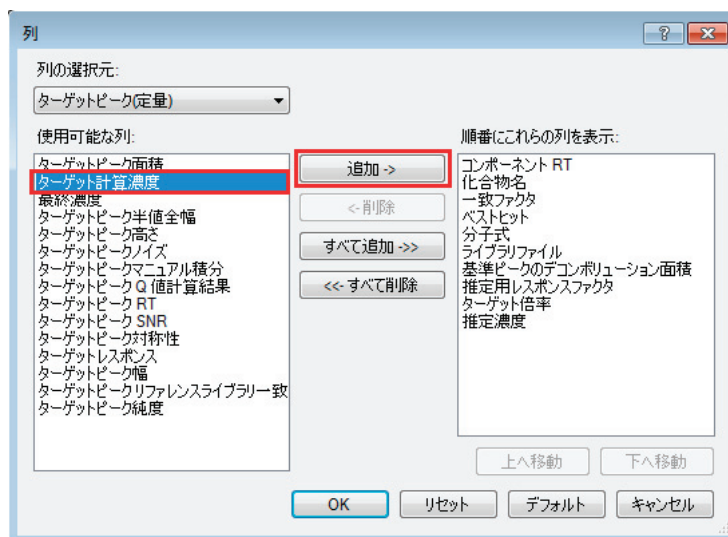 列
列の選択元:
ターゲットピーク(定量)
使用可能な列:
ターゲットピーク面積
ターゲット計算濃度
最終濃度
ターゲットピーク半値全幅
ターゲットピーク高さ
ターゲットピークノイズ
ターゲットピークマニュアル積分
ターゲットピーク Q 値計算結果
ターゲットピーク RT
ターゲットピーク SNR
ターゲットピーク対称性
ターゲットレスポンス
ターゲットピーク幅
ターゲットピークリファレンスライブラリ一致
ターゲットピーク純度
追加 ->
<- 削除
すべて追加 ->>
<<- すべて削除
順番にこれらの列を表示:
コンポーネント RT
化合物名
一致ファクタ
ベストヒット
分子式
ライブラリファイル
基準ピークのデコンボリューション面積
推定用レスポンスファクタ
ターゲット倍率
推定濃度
上へ移動
下へ移動
OK
リセット
デフォルト
キャンセル